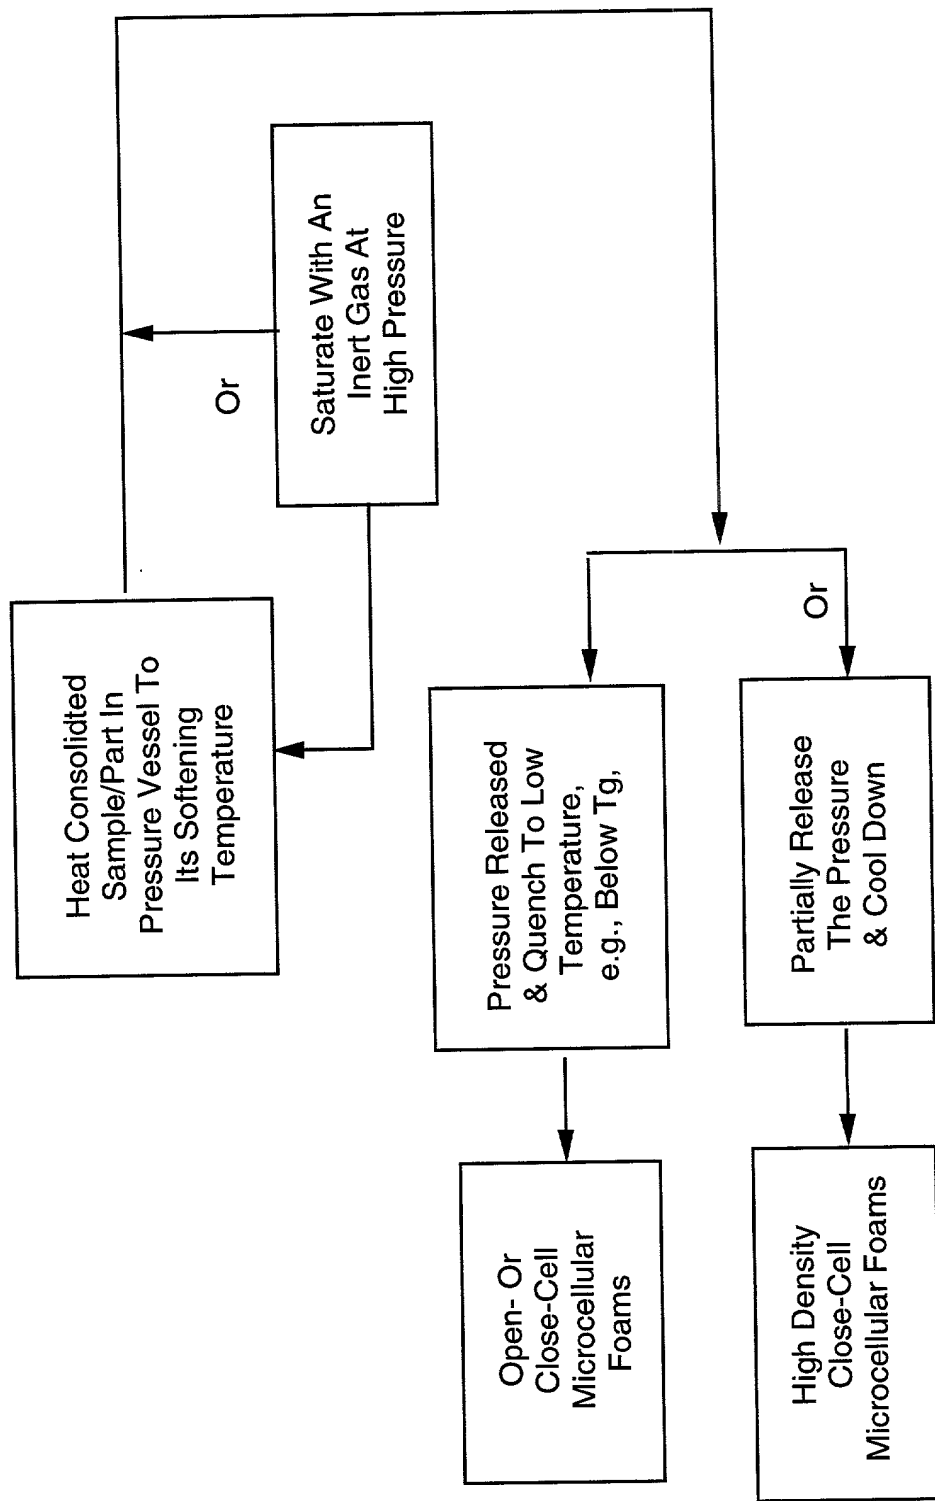 Heat Consolidted
Sample/Part In
Pressure Vessel To
Its Softening
Temperature
Or
Saturate With An
Inert Gas At
High Pressure
Pressure Released
& Quench To Low
Temperature,
e.g., Below Tg,
Or
Partially Release
The Pressure
& Cool Down
Open- Or
Close-Cell
Microcellular
Foams
High Density
Close-Cell
Microcellular Foams